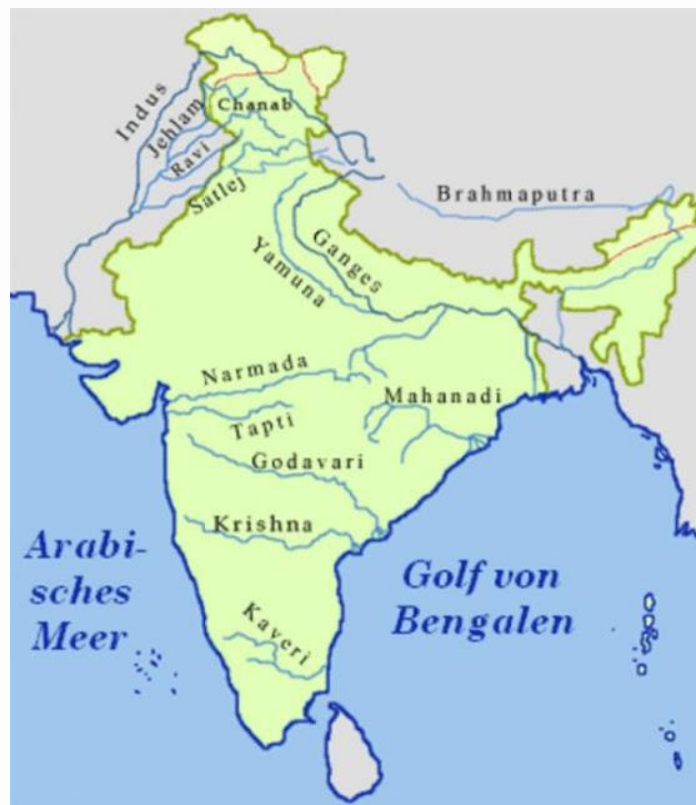 Indus
Jehlam
Chanab
Ravi
Satlej
Brahmaputra
Ganges
Yamuna
Narmada
Mahanadi
Tapti
Godavari
Krishna
Arabi-
sches
Meer
Golf von
Bengalen
Kaveri